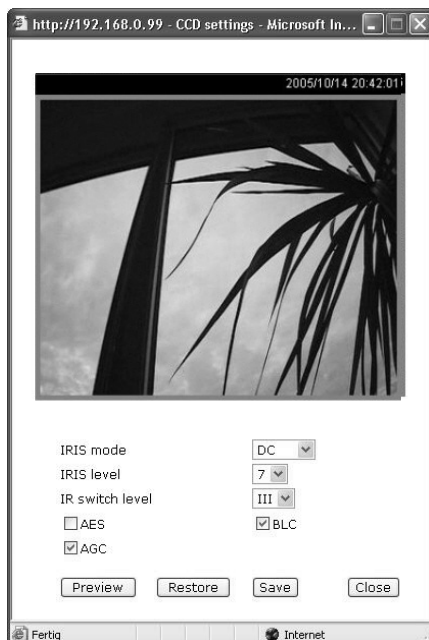 http://192.168.0.99 - CCD settings - Microsoft In...
2005/10/14 20:42:01
IRIS mode DC
IRIS level 7
IR switch level III
AES BLC
AGC
Preview Restore Save Close
Fertig Internet